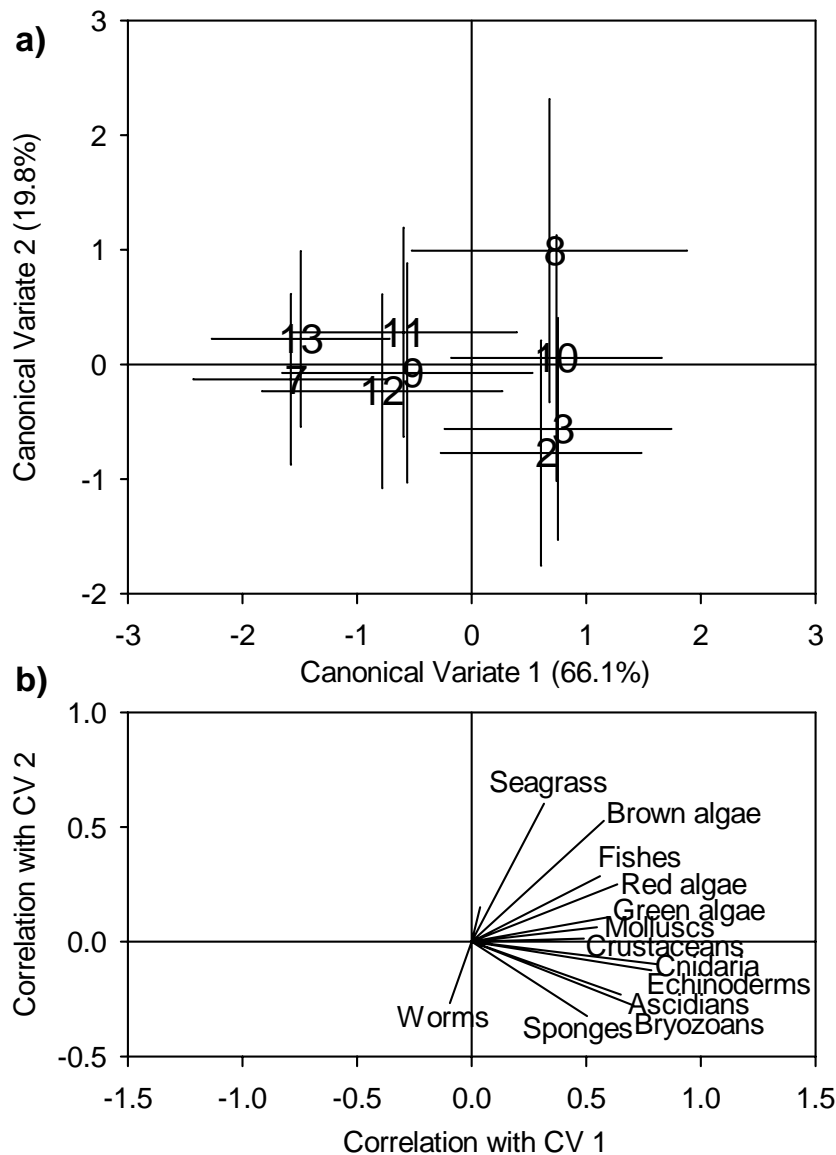 a)
3
2
1
0
-1
-2
Canonical Variate 2 (19.8%)
8
13
11
10
7
9
12
3
2
-3 -2 -1 0 1 2 3
Canonical Variate 1 (66.1%)
b)
1.0
0.5
0.0
-0.5
Correlation with CV 2
Seagrass
Brown algae
Fishes
Red algae
Green algae
Molluscs
Crustaceans
Cnidaria
Echinoderms
Ascidians
Worms
Sponges
Bryozoans
-1.5 -1.0 -0.5 0.0 0.5 1.0 1.5
Correlation with CV 1